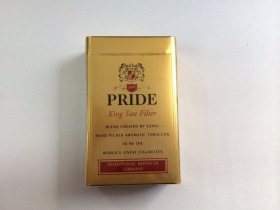 PRIDE
King Size Filter
BLEND CREATED BY USING
HAND PICKED AROMATIC TOBACCOS
TO BE THE
WORLD'S FINEST CIGARETTES
TRADITIONAL BLEND OF
GERMANY